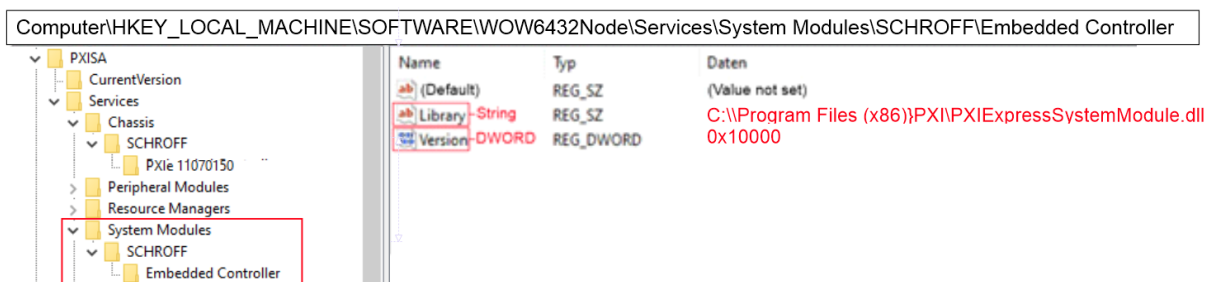 Computer\HKEY_LOCAL_MACHINE\SOFTWARE\WOW6432Node\Services\System Modules\SCHROFF\Embedded Controller
PXISA
CurrentVersion
Services
Chassis
SCHROFF
PXIe 11070150
Peripheral Modules
Resource Managers
System Modules
SCHROFF
Embedded Controller
Name Typ Daten
(Default) REG_SZ (Value not set)
Library String REG_SZ C:\\Program Files (x86)}PXI\PXIExpressSystemModule.dll
Version DWORD REG_DWORD 0x10000